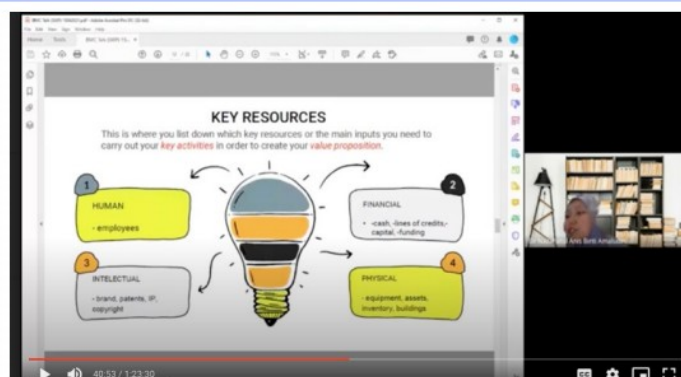 Home Tools
KEY RESOURCES
This is where you list down which key resources or the main inputs you need to
carry out your key activities in order to create your value proposition.
1
HUMAN
- employees
2
FINANCIAL
• -cash, -lines of credits,-
capital, -funding
3
INTELECTUAL
- brand, patents, IP,
copyright
4
PHYSICAL
- equipment, assets,
inventory, buildings
40:53 / 1:23:30
CC